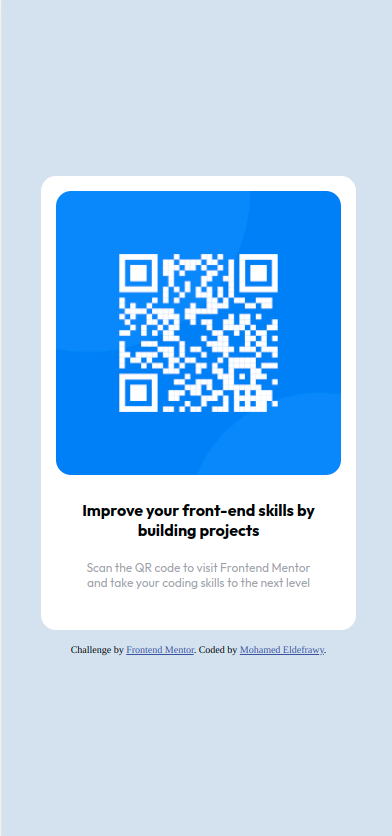 Improve your front-end skills by
building projects
Scan the QR code to visit Frontend Mentor
and take your coding skills to the next level
Challenge by Frontend Mentor. Coded by Mohamed Eldefrawy.